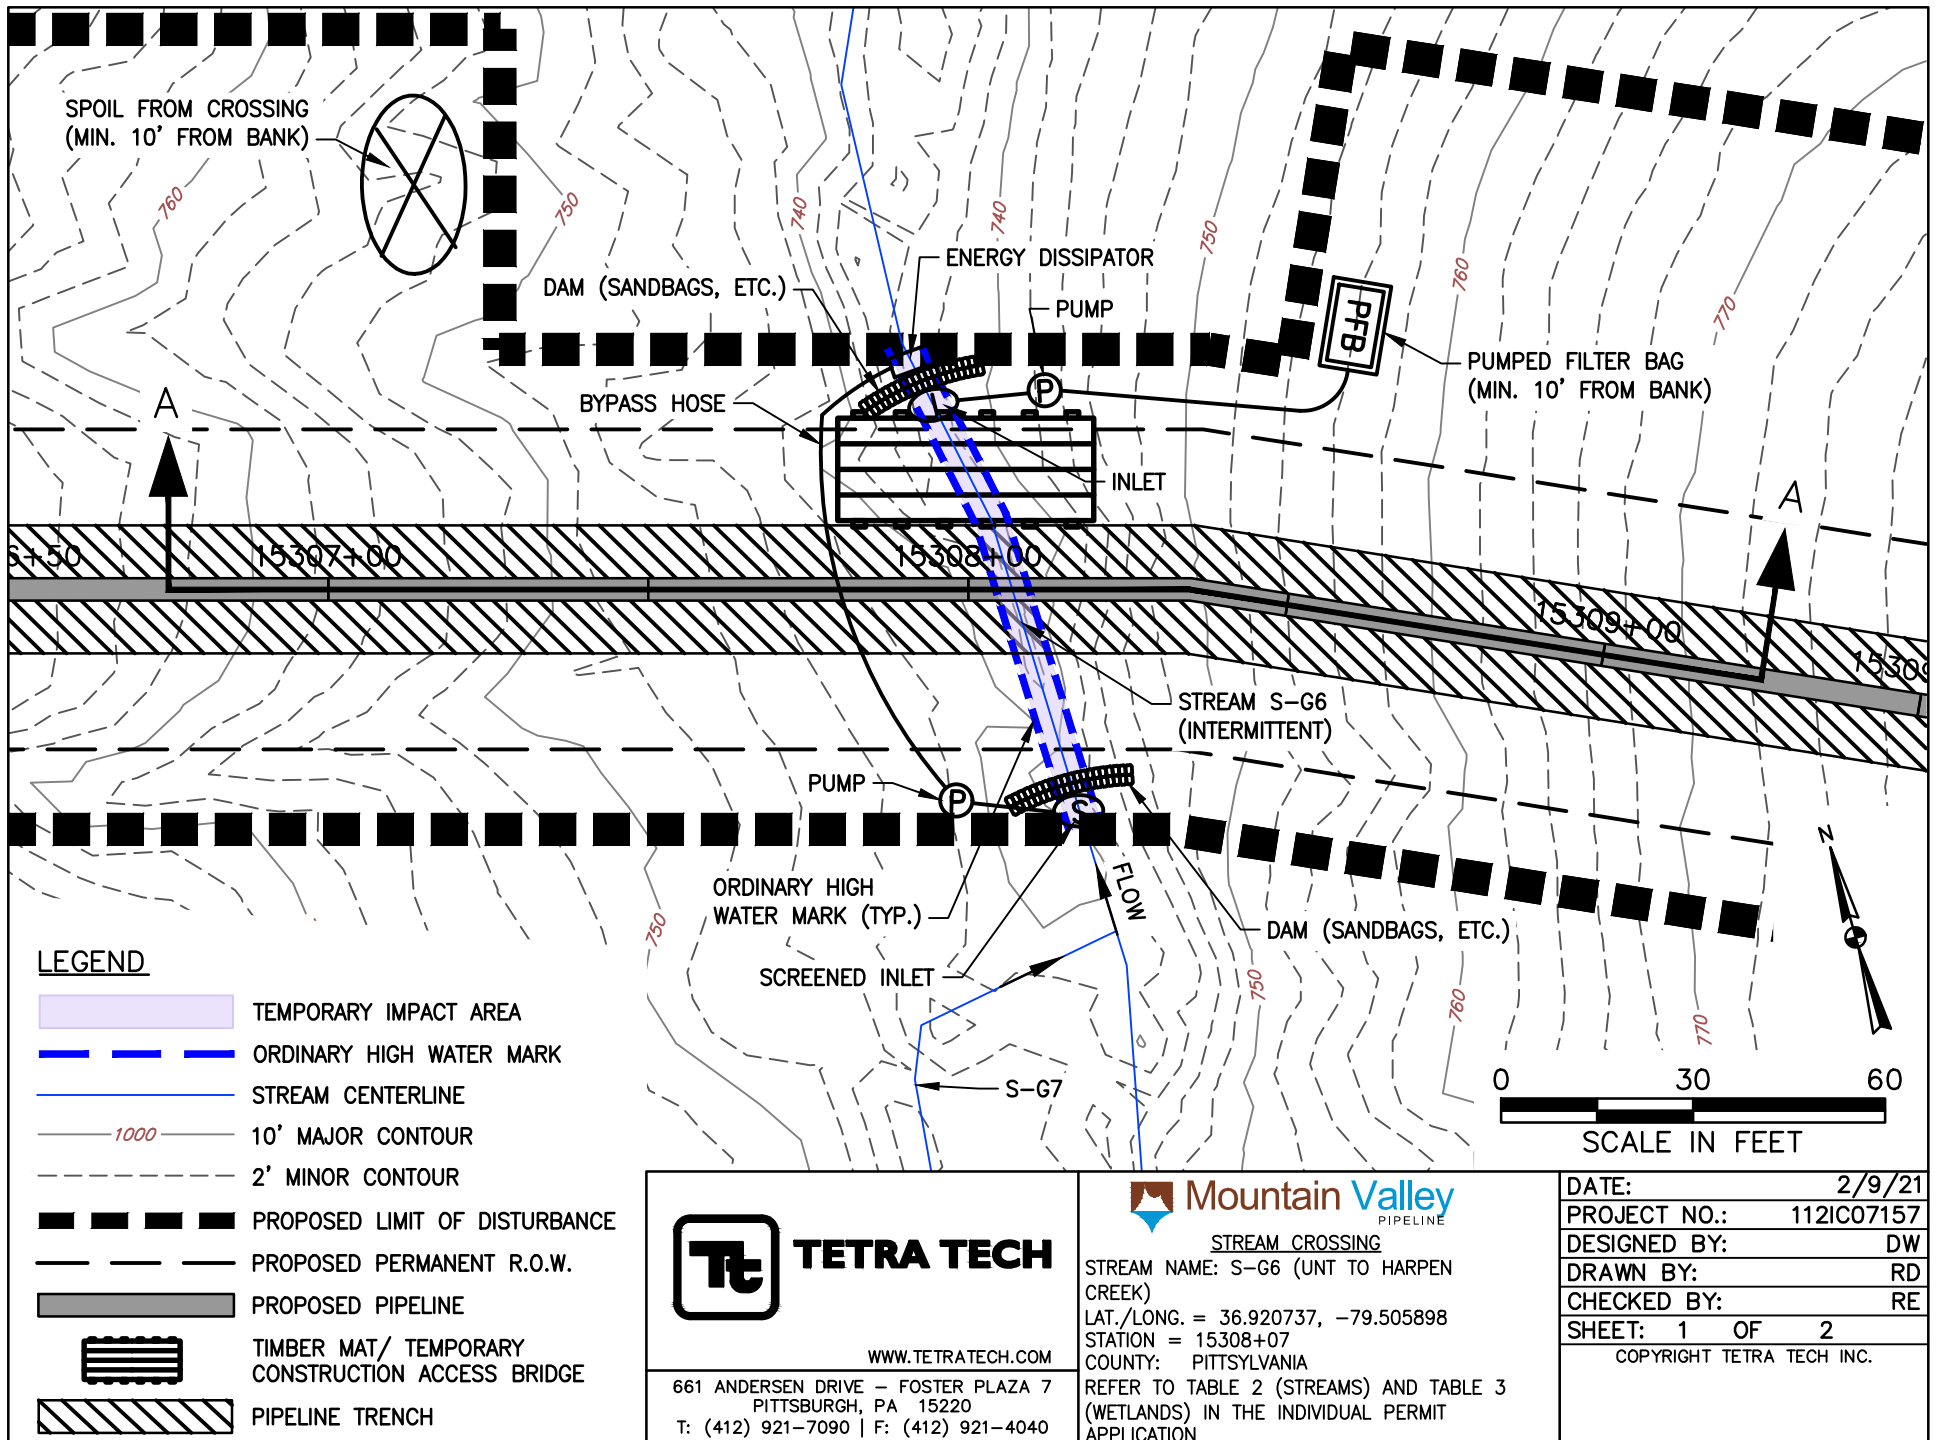 SPOIL FROM CROSSING
(MIN. 10' FROM BANK)
760
750
740
740
750
760
770
ENERGY DISSIPATOR
DAM (SANDBAGS, ETC.)
PUMP
PFB
PUMPED FILTER BAG
(MIN. 10' FROM BANK)
BYPASS HOSE
P
I
A
INLET
A
6+50
15307+00
15308+00
15309+00
1530
STREAM S-G6
(INTERMITTENT)
PUMP
P
S
ORDINARY HIGH
WATER MARK (TYP.)
FLOW
DAM (SANDBAGS, ETC.)
SCREENED INLET
750
750
760
770
N
S-G7
0 30 60
SCALE IN FEET
LEGEND
TEMPORARY IMPACT AREA
ORDINARY HIGH WATER MARK
STREAM CENTERLINE
1000 10' MAJOR CONTOUR
2' MINOR CONTOUR
PROPOSED LIMIT OF DISTURBANCE
PROPOSED PERMANENT R.O.W.
PROPOSED PIPELINE
TIMBER MAT/ TEMPORARY
CONSTRUCTION ACCESS BRIDGE
PIPELINE TRENCH
Tt TETRA TECH
WWW.TETRATECH.COM
661 ANDERSEN DRIVE – FOSTER PLAZA 7
PITTSBURGH, PA 15220
T: (412) 921-7090 | F: (412) 921-4040
Mountain Valley
PIPELINE
STREAM CROSSING
STREAM NAME: S-G6 (UNT TO HARPEN
CREEK)
LAT./LONG. = 36.920737, -79.505898
STATION = 15308+07
COUNTY: PITTSYLVANIA
REFER TO TABLE 2 (STREAMS) AND TABLE 3
(WETLANDS) IN THE INDIVIDUAL PERMIT
APPLICATION
DATE: 2/9/21
PROJECT NO.: 112IC07157
DESIGNED BY: DW
DRAWN BY: RD
CHECKED BY: RE
SHEET: 1 OF 2
COPYRIGHT TETRA TECH INC.